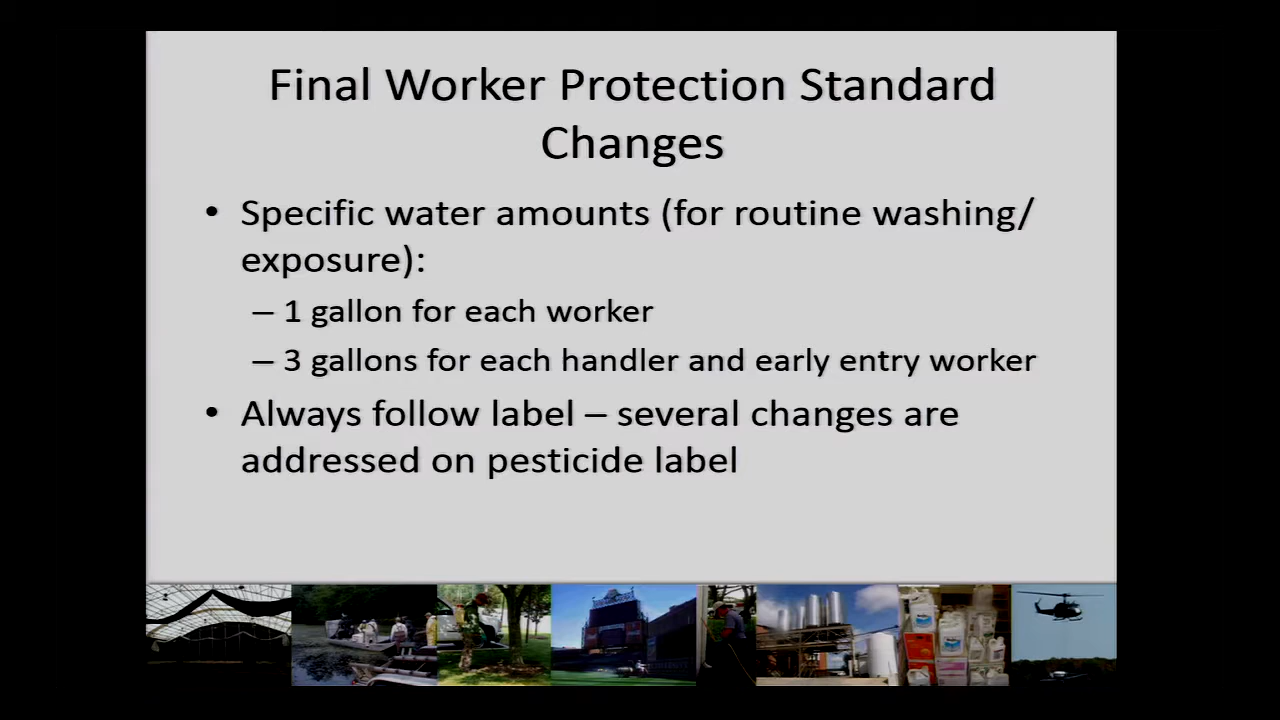 Final Worker Protection Standard
Changes
• Specific water amounts (for routine washing/
exposure):
– 1 gallon for each worker
– 3 gallons for each handler and early entry worker
• Always follow label – several changes are
addressed on pesticide label